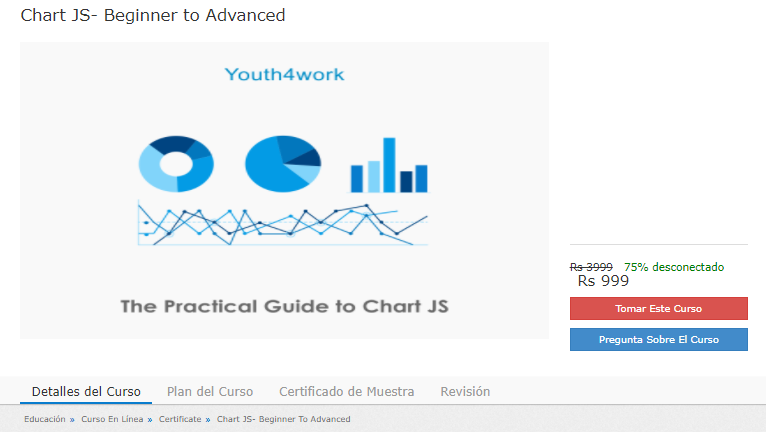 Chart JS- Beginner to Advanced
Youth4work
The Practical Guide to Chart JS
Rs 3999 75% desconectado
Rs 999
Tomar Este Curso
Pregunta Sobre El Curso
Detalles del Curso Plan del Curso Certificado de Muestra Revisión
Educación » Curso En Línea » Certificate » Chart JS- Beginner To Advanced